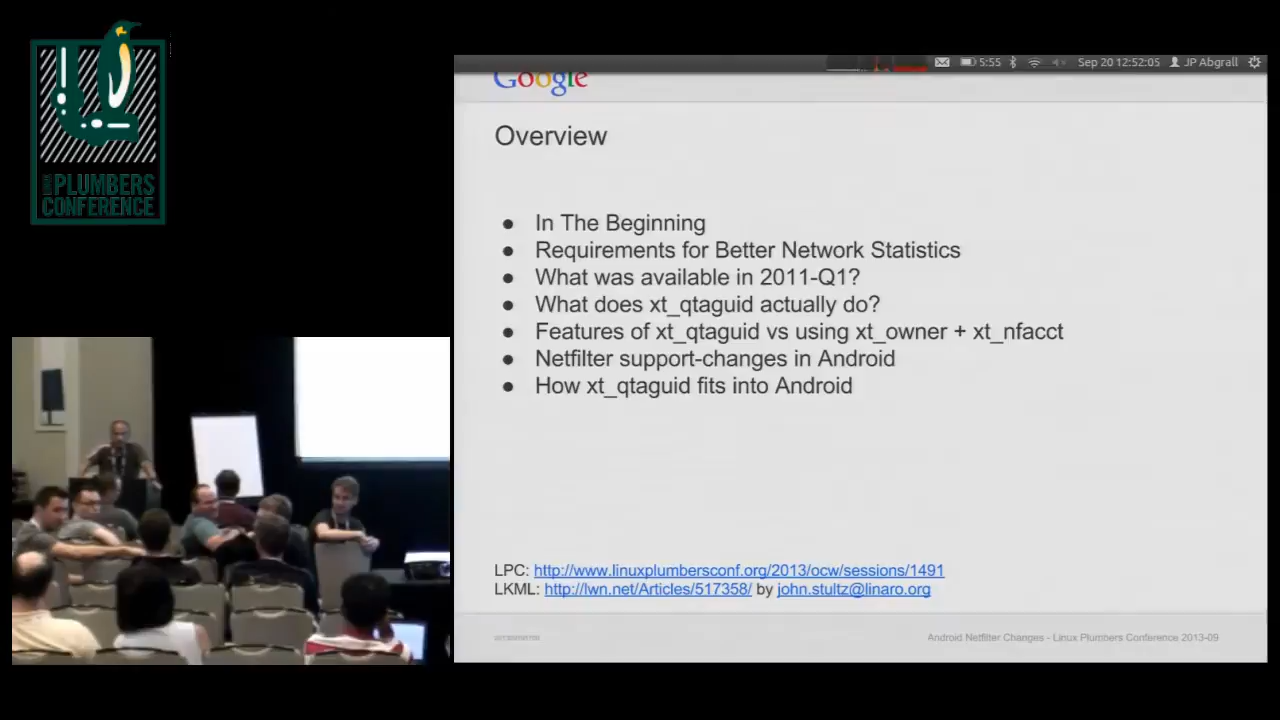 PLUMBERS
CONFERENCE
5:55
Sep 20 12:52:05
JP Abgrall
Google
Overview
● In The Beginning
● Requirements for Better Network Statistics
● What was available in 2011-Q1?
● What does xt_qtaguid actually do?
● Features of xt_qtaguid vs using xt_owner + xt_nfacct
● Netfilter support-changes in Android
● How xt_qtaguid fits into Android
LPC: http://www.linuxplumbersconf.org/2013/ocw/sessions/1491
LKML: http://lwn.net/Articles/517358/ by john.stultz@linaro.org
Android Netfilter Changes - Linux Plumbers Conference 2013-09